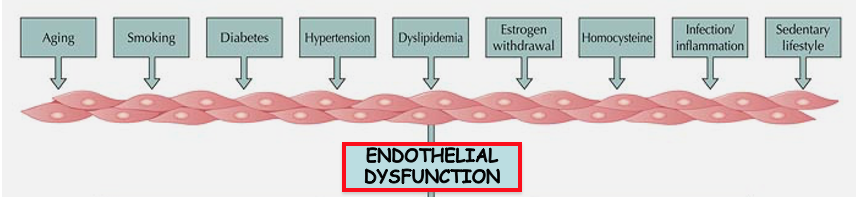 Aging
Smoking
Diabetes
Hypertension
Dyslipidemia
Estrogen
withdrawal
Homocysteine
Infection/
inflammation
Sedentary
lifestyle
ENDOTHELIAL
DYSFUNCTION